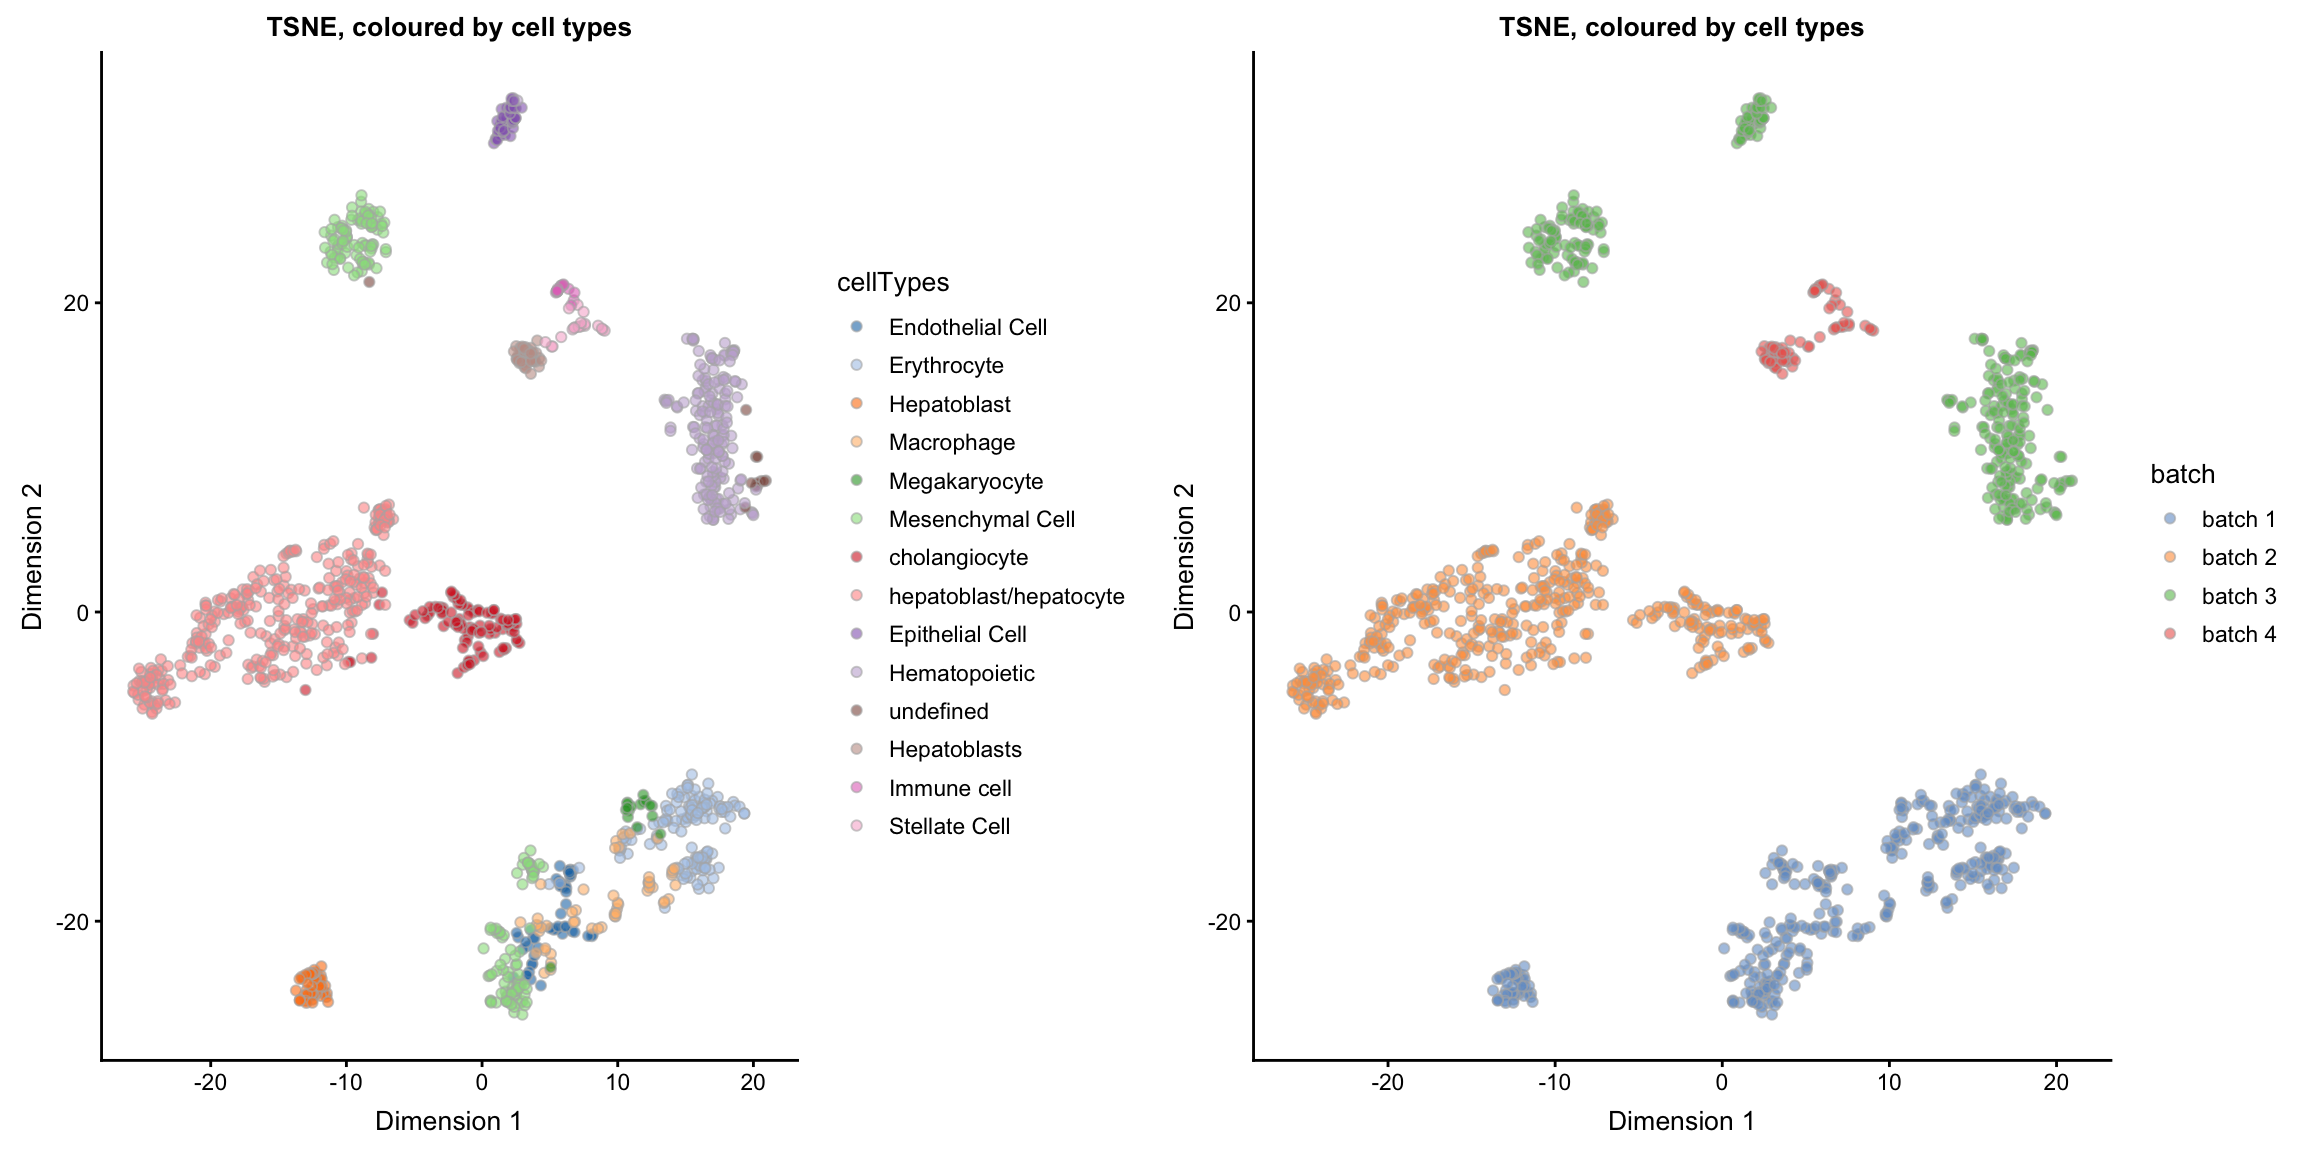 TSNE, coloured by cell types
Dimension 2
20
0
-20
-20
-10
0
10
20
Dimension 1
cellTypes
Endothelial Cell
Erythrocyte
Hepatoblast
Macrophage
Megakaryocyte
Mesenchymal Cell
cholangiocyte
hepatoblast/hepatocyte
Epithelial Cell
Hematopoietic
undefined
Hepatoblasts
Immune cell
Stellate Cell
TSNE, coloured by cell types
Dimension 2
20
0
-20
-20
-10
0
10
20
Dimension 1
batch
batch 1
batch 2
batch 3
batch 4